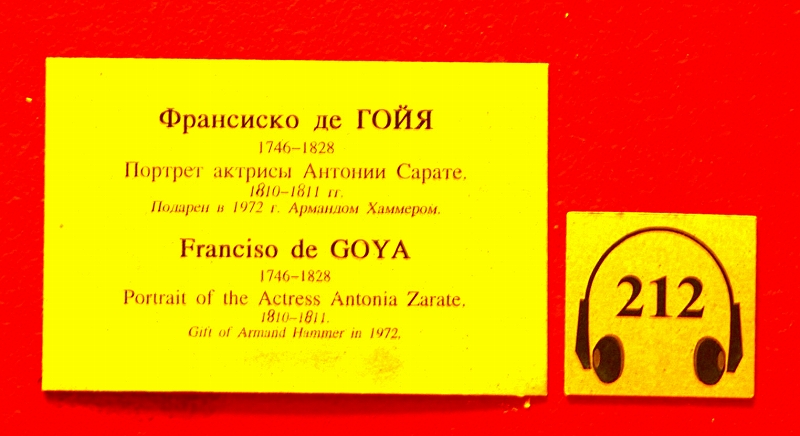 Франсиско де ГОЙЯ
1746–1828
Портрет актрисы Антонии Сарате.
1810–1811 гг.
Подарен в 1972 г. Армандом Хаммером.
Franciso de GOYA
1746–1828
Portrait of the Actress Antonia Zarate.
1810–1811.
Gift of Armand Hammer in 1972.
212